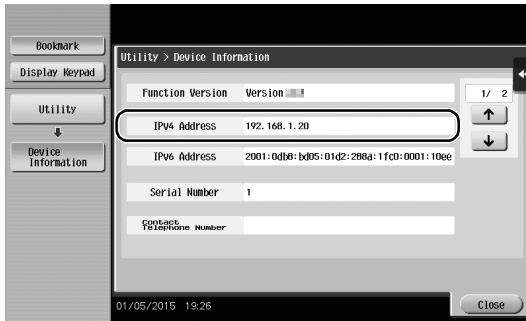 Bookmark
Display Keypad
Utility
Device
Information
Utility > Device Information
1/ 2
Function Version Version
IPv4 Address 192.168.1.20
IPv6 Address 2001:0db8:bd05:01d2:288a:1fc0:0001:10ee
Serial Number 1
Contact
Telephone Number
01/05/2015 19:26
Close